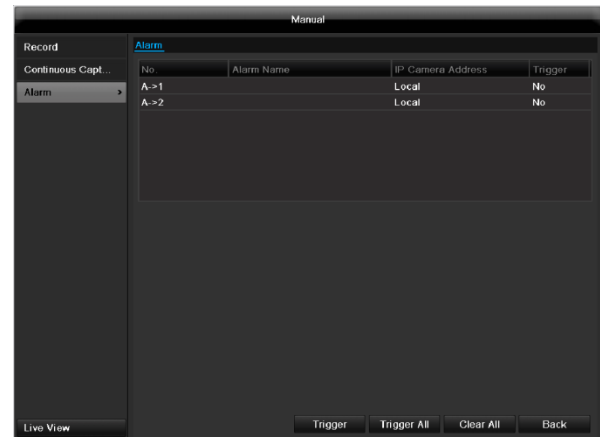 Manual
Record
Continuous Capt...
Alarm >
Alarm
No. Alarm Name IP Camera Address Trigger
A->1 Local No
A->2 Local No
Live View
Trigger Trigger All Clear All Back